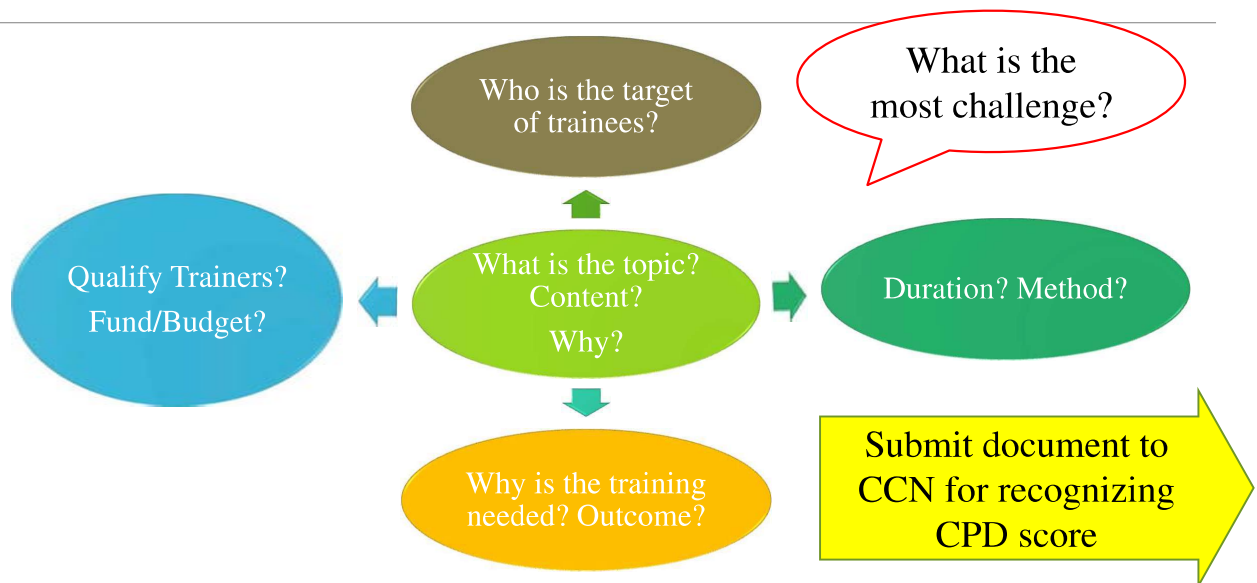 Who is the target
of trainees?
What is the
most challenge?
Qualify Trainers?
Fund/Budget?
What is the topic?
Content?
Why?
Duration? Method?
Why is the training
needed? Outcome?
Submit document to
CCN for recognizing
CPD score